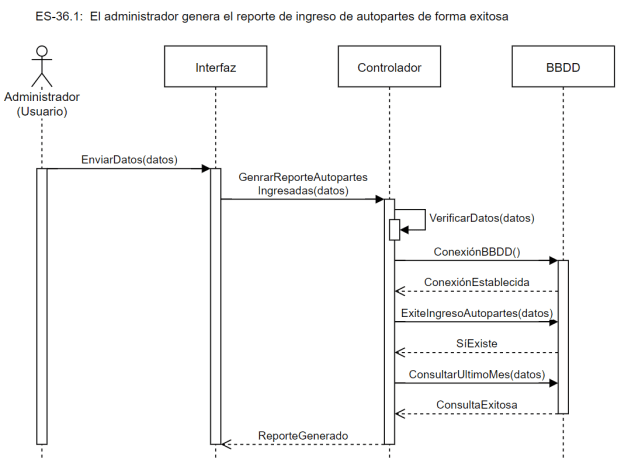 ES-36.1: El administrador genera el reporte de ingreso de autopartes de forma exitosa
Administrador
(Usuario)
Interfaz
Controlador
BBDD
EnviarDatos(datos)
GenrarReporteAutopartes
Ingresadas(datos)
VerificarDatos(datos)
ConexiónBBDD()
ConexiónEstablecida
ExiteIngresoAutopartes(datos)
SíExiste
ConsultarUltimoMes(datos)
ConsultaExitosa
ReporteGenerado